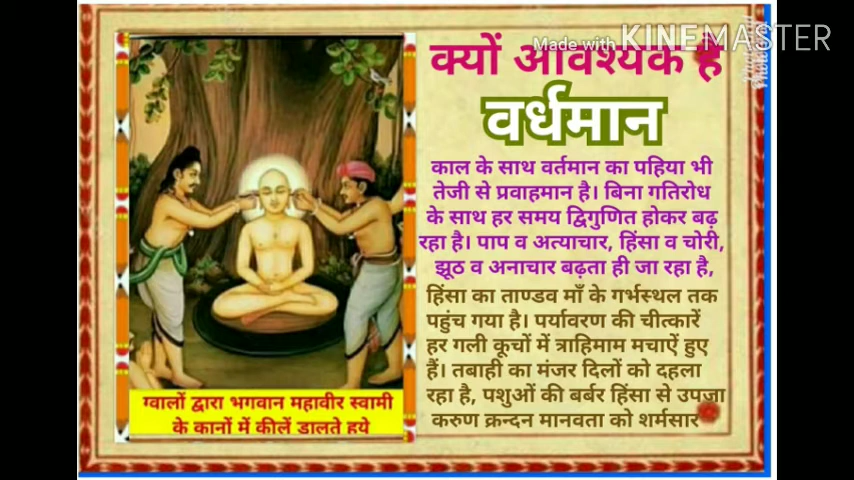 Made with KINEMASTER
क्यों आवश्यक है
वर्धमान
काल के साथ वर्तमान का पहिया भी
तेजी से प्रवाहमान है। बिना गतिरोध
के साथ हर समय द्विगुणित होकर बढ़
रहा है। पाप व अत्याचार, हिंसा व चोरी,
झूठ व अनाचार बढ़ता ही जा रहा है,
हिंसा का ताण्डव माँ के गर्भस्थल तक
पहुंच गया है। पर्यावरण की चीत्कारें
हर गली कूचों में त्राहिमाम मचाऐं हुए
हैं। तबाही का मंजर दिलों को दहला
रहा है, पशुओं की बर्बर हिंसा से उपजा
करुण क्रन्दन मानवता को शर्मसार
ग्वालों द्वारा भगवान महावीर स्वामी
के कानों में कीलें डालते हुये